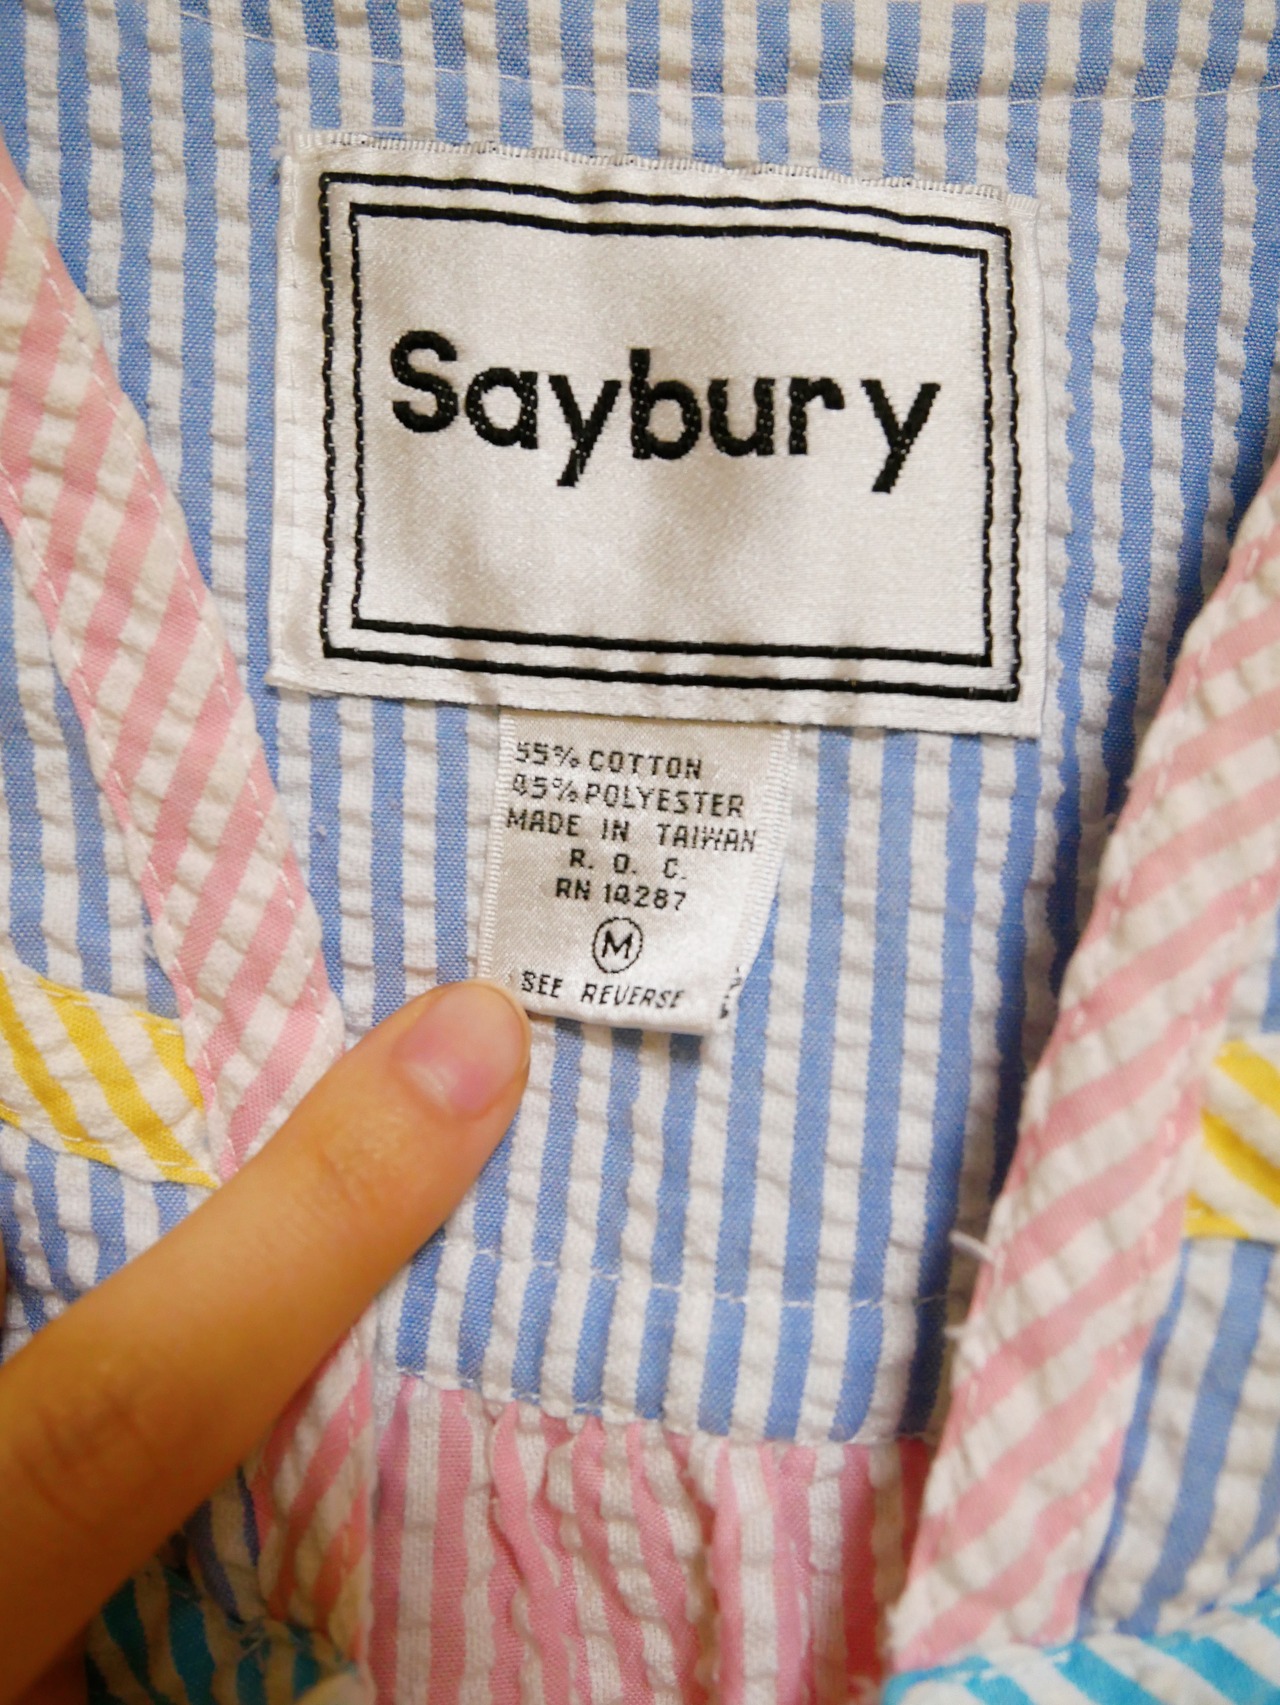 Saybury
55% COTTON
45% POLYESTER
MADE IN TAIWAN
R. O. C.
RN 14287
M
SEE REVERSE